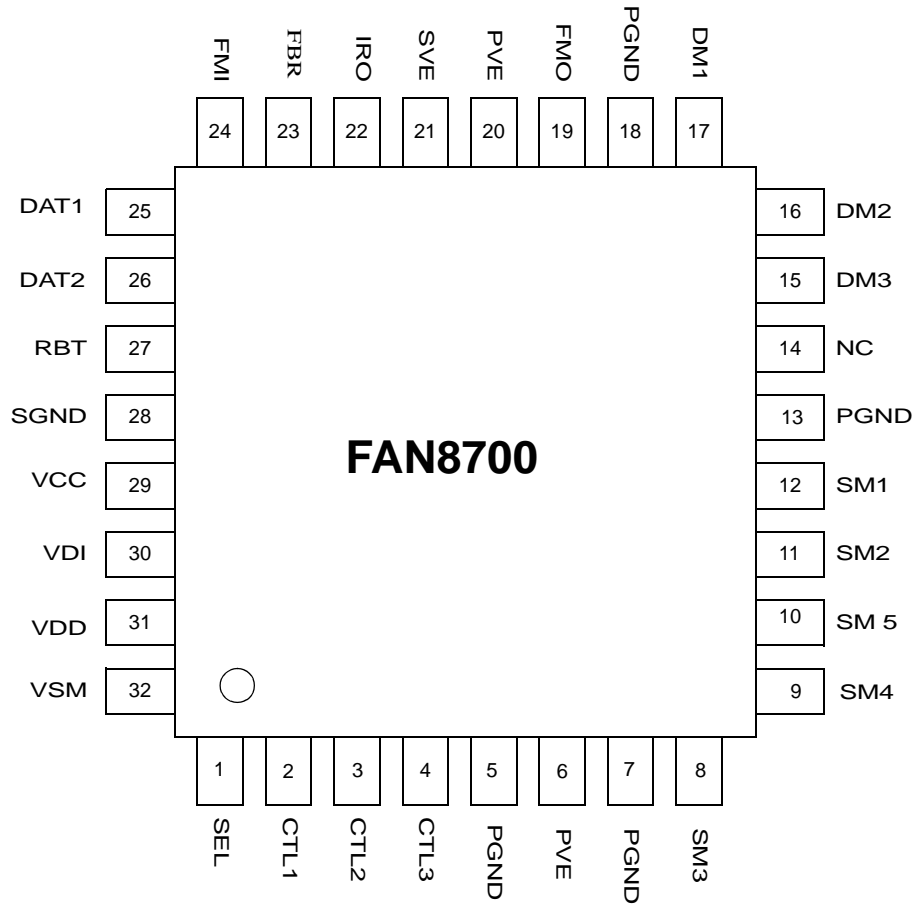 FMI
FBR
IRO
SVE
PVE
FMO
PGND
DM1
24
23
22
21
20
19
18
17
DAT1 25
16 DM2
DAT2 26
15 DM3
RBT 27
14 NC
SGND 28
13 PGND
FAN8700
VCC 29
12 SM1
VDI 30
11 SM2
VDD 31
10 SM 5
VSM 32
9 SM4
1
2
3
4
5
6
7
8
SEL
CTL1
CTL2
CTL3
PGND
PVE
PGND
SM3